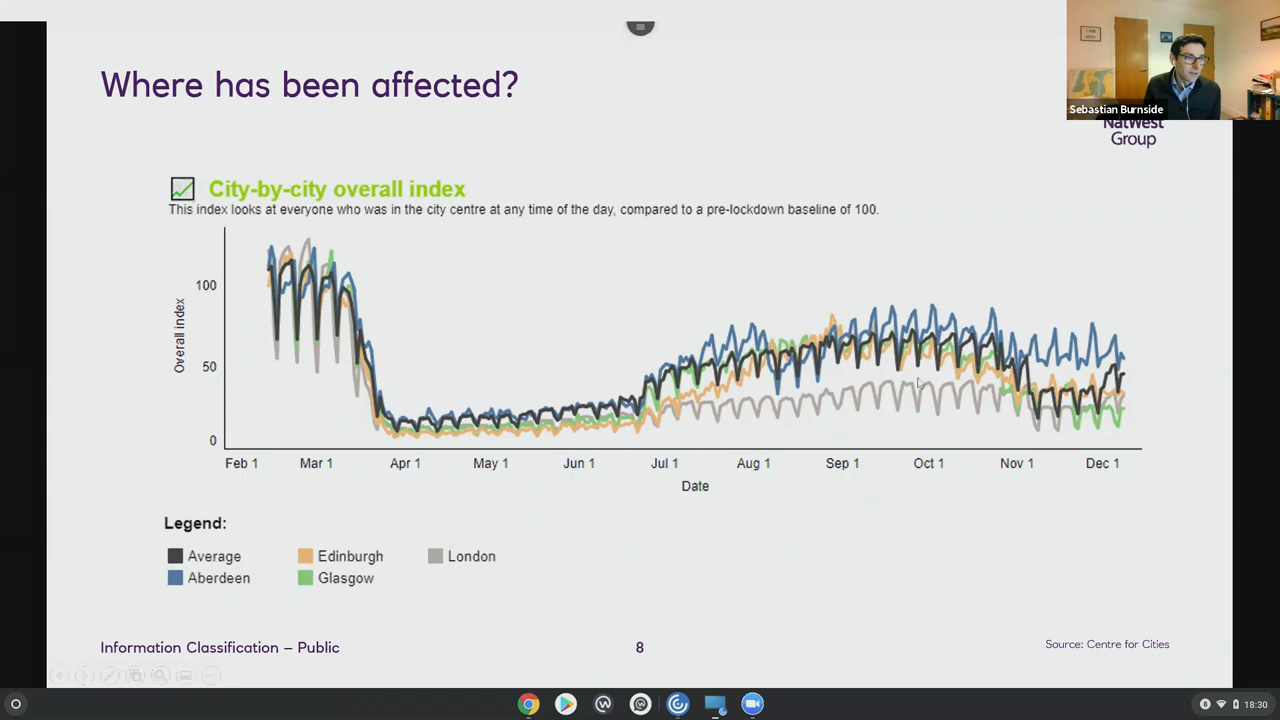 Where has been affected?
Sebastian Burnside
NatWest
Group
City-by-city overall index
This index looks at everyone who was in the city centre at any time of the day, compared to a pre-lockdown baseline of 100.
100
50
0
Overall index
Feb 1 Mar 1 Apr 1 May 1 Jun 1 Jul 1 Aug 1 Sep 1 Oct 1 Nov 1 Dec 1
Date
Legend:
Average Edinburgh London
Aberdeen Glasgow
Information Classification – Public
8
Source: Centre for Cities
18:30